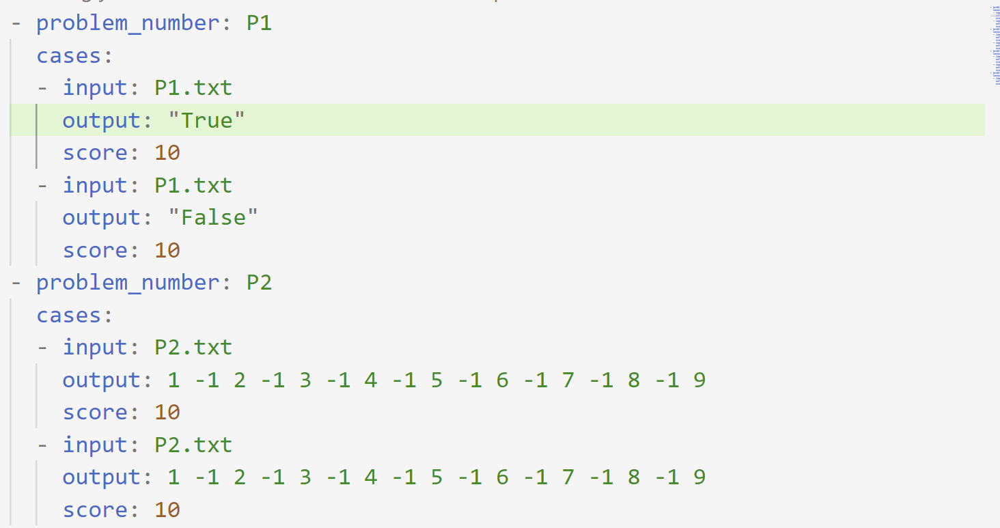 - problem_number: P1
cases:
- input: P1.txt
output: "True"
score: 10
- input: P1.txt
output: "False"
score: 10
- problem_number: P2
cases:
- input: P2.txt
output: 1 -1 2 -1 3 -1 4 -1 5 -1 6 -1 7 -1 8 -1 9
score: 10
- input: P2.txt
output: 1 -1 2 -1 3 -1 4 -1 5 -1 6 -1 7 -1 8 -1 9
score: 10